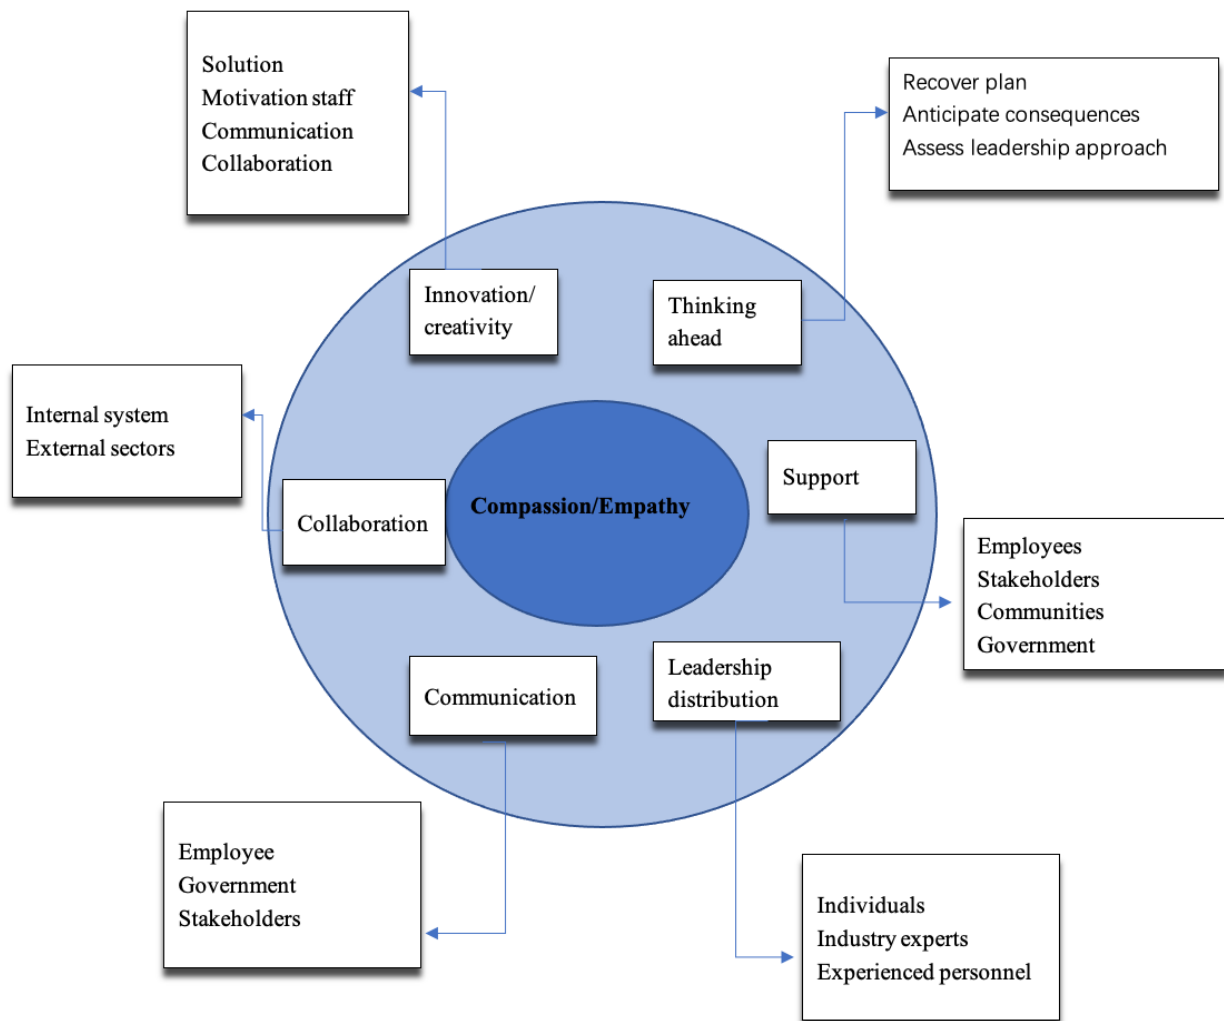 Solution
Motivation staff
Communication
Collaboration
Recover plan
Anticipate consequences
Assess leadership approach
Innovation/
creativity
Thinking
ahead
Internal system
External sectors
Collaboration
Compassion/Empathy
Support
Employees
Stakeholders
Communities
Government
Communication
Leadership
distribution
Employee
Government
Stakeholders
Individuals
Industry experts
Experienced personnel